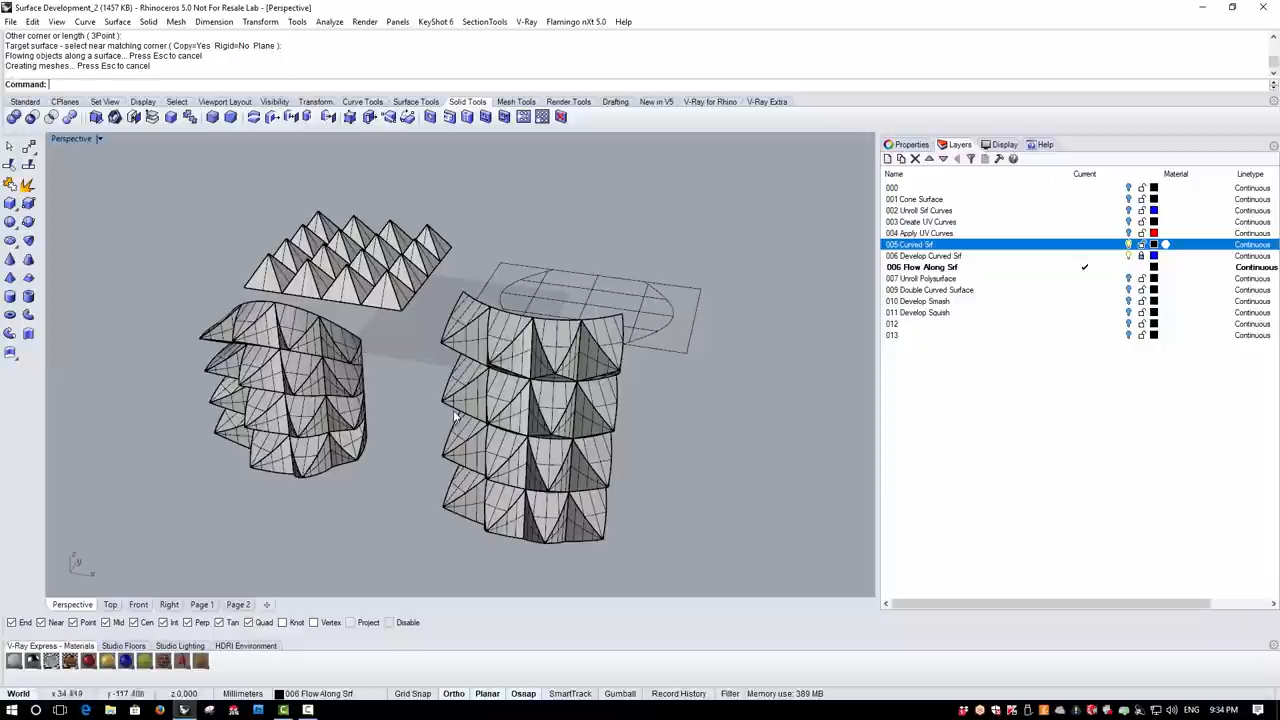 Surface Development_2 (1457 KB) - Rhinoceros 5.0 Not For Resale Lab - [Perspective]
File Edit View Curve Surface Solid Mesh Dimension Transform Tools Analyze Render Panels KeyShot 6 SectionTools V-Ray Flamingo nXt 5.0 Help
Other corner or length ( 3Point ):
Target surface - select near matching corner ( Copy=Yes Rigid=No Plane ):
Flowing objects along a surface... Press Esc to cancel
Creating meshes... Press Esc to cancel
Command:
Standard CPlanes Set View Display Select Viewport Layout Visibility Transform Curve Tools Surface Tools Solid Tools Mesh Tools Render Tools Drafting New in V5 V-Ray for Rhino V-Ray Extra
Perspective
Properties Layers Display Help
Name Current Material Linetype
000 Continuous
001 Cone Surface Continuous
002 Unroll Srf Curves Continuous
003 Create UV Curves Continuous
004 Apply UV Curves Continuous
005 Curved Srf Continuous
006 Develop Curved Srf Continuous
006 Flow Along Srf Continuous
007 Unroll Polysurface Continuous
009 Double Curved Surface Continuous
010 Develop Smash Continuous
011 Develop Squish Continuous
012 Continuous
013 Continuous
z
y
x
Perspective Top Front Right Page 1 Page 2
End Near Point Mid Cen Int Perp Tan Quad Knot Vertex Project Disable
V-Ray Express - Materials Studio Floors Studio Lighting HDRI Environment
World z 0.000 Millimeters 006 Flow Along Srf Grid Snap Ortho Planar Osnap SmartTrack Gumball Record History Filter Memory use: 389 MB
ENG 9:34 PM